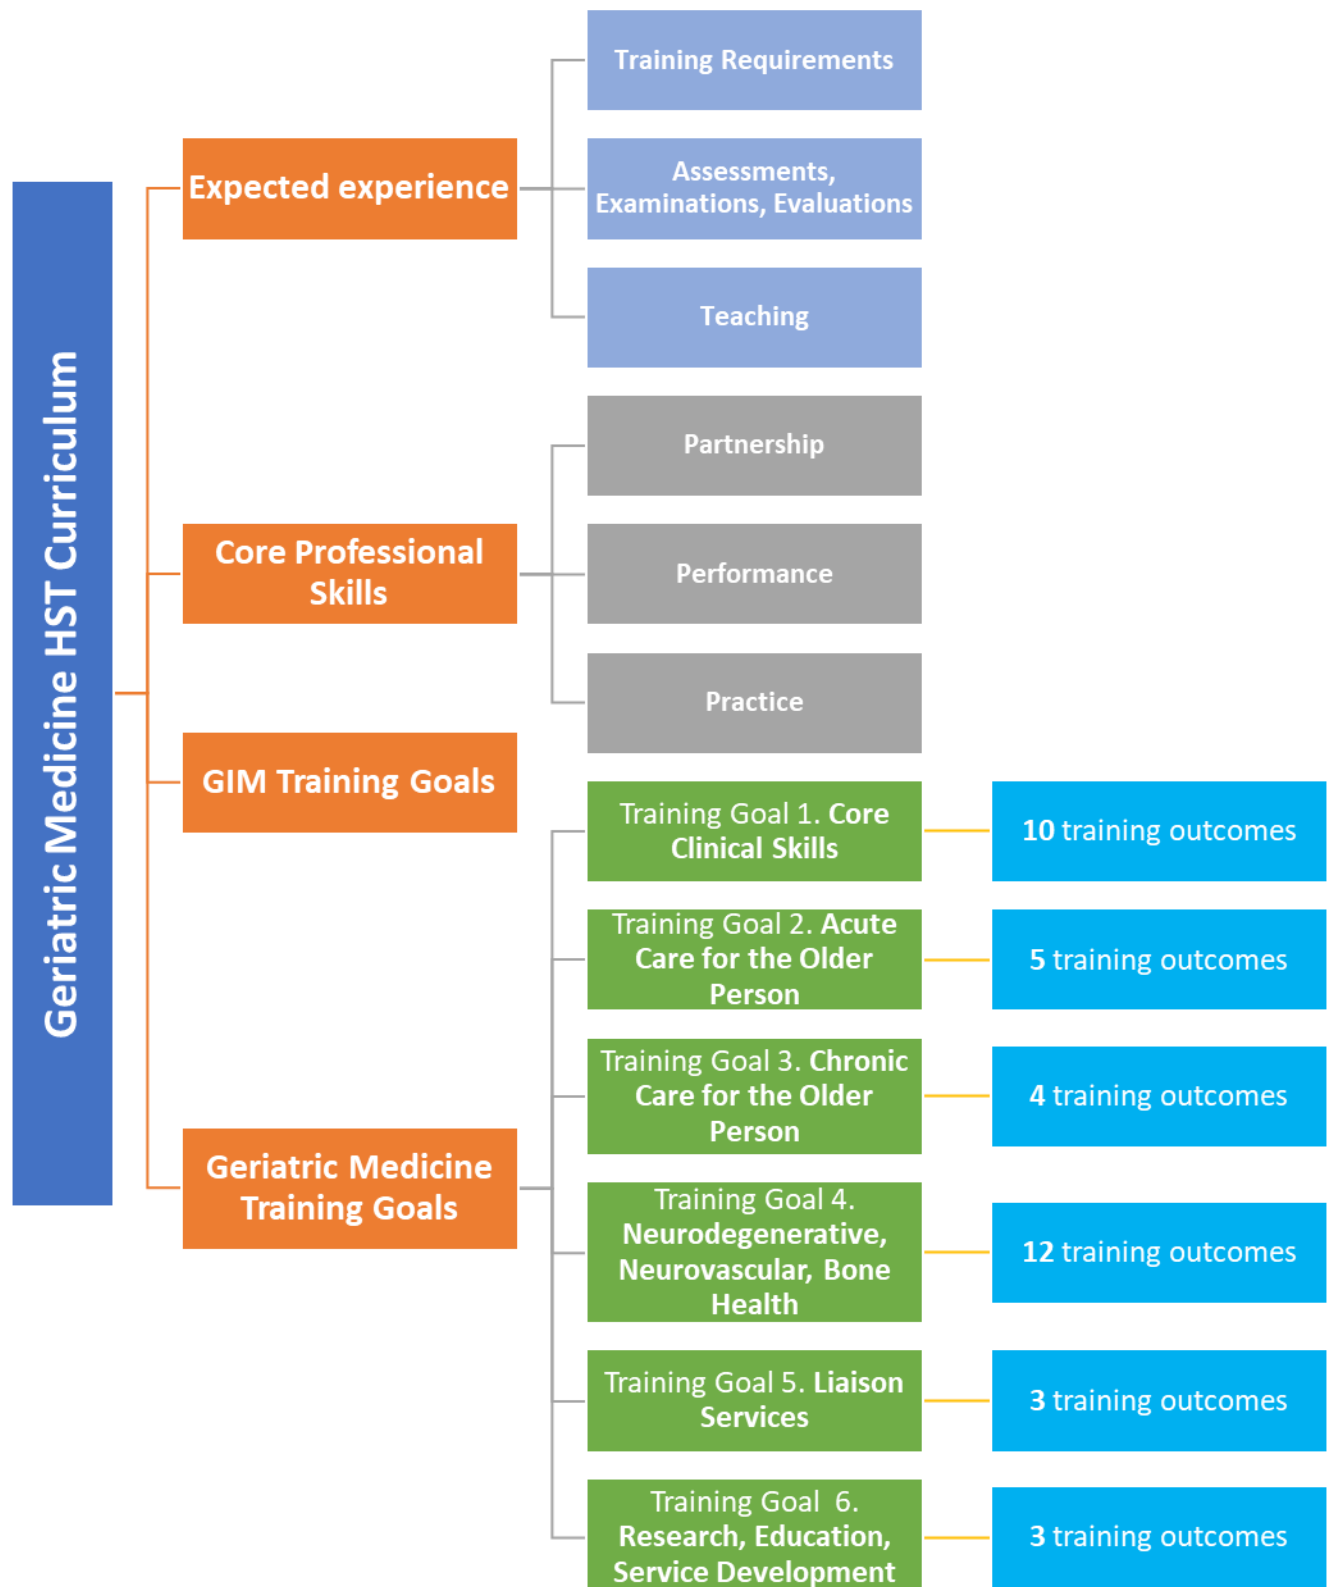 Geriatric Medicine HST Curriculum
Expected experience
Training Requirements
Assessments,
Examinations, Evaluations
Teaching
Core Professional
Skills
Partnership
Performance
Practice
GIM Training Goals
Geriatric Medicine
Training Goals
Training Goal 1. Core
Clinical Skills
10 training outcomes
Training Goal 2. Acute
Care for the Older
Person
5 training outcomes
Training Goal 3. Chronic
Care for the Older
Person
4 training outcomes
Training Goal 4.
Neurodegenerative,
Neurovascular, Bone
Health
12 training outcomes
Training Goal 5. Liaison
Services
3 training outcomes
Training Goal 6.
Research, Education,
Service Development
3 training outcomes